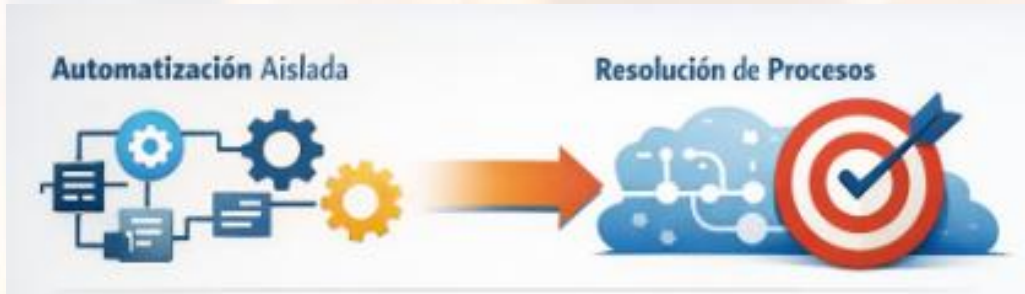 Automatización Aislada
Resolución de Procesos